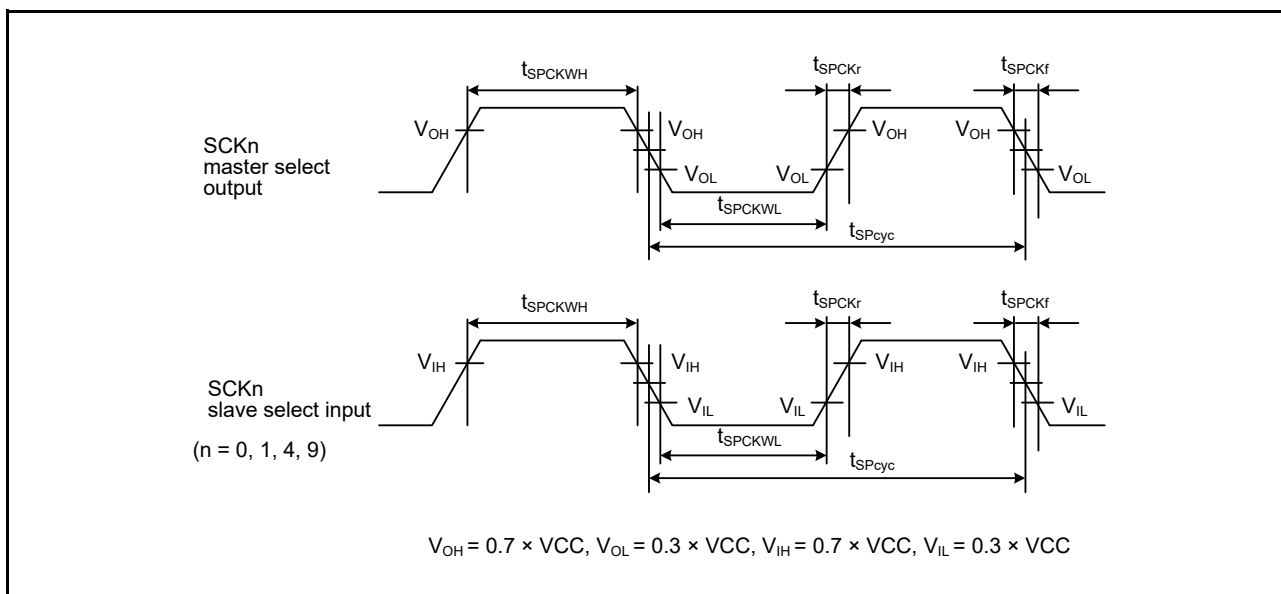 tSPCKWH
tSPCKr
tSPCKf
VOH
VOH
VOH
VOH
SCKn
master select
output
VOL
VOL
VOL
tSPCKWL
tSPcyc
tSPCKWH
tSPCKr
tSPCKf
VIH
VIH
VIH
VIH
SCKn
slave select input
(n = 0, 1, 4, 9)
VIL
VIL
VIL
tSPCKWL
tSPcyc
VOH = 0.7 × VCC, VOL = 0.3 × VCC, VIH = 0.7 × VCC, VIL = 0.3 × VCC